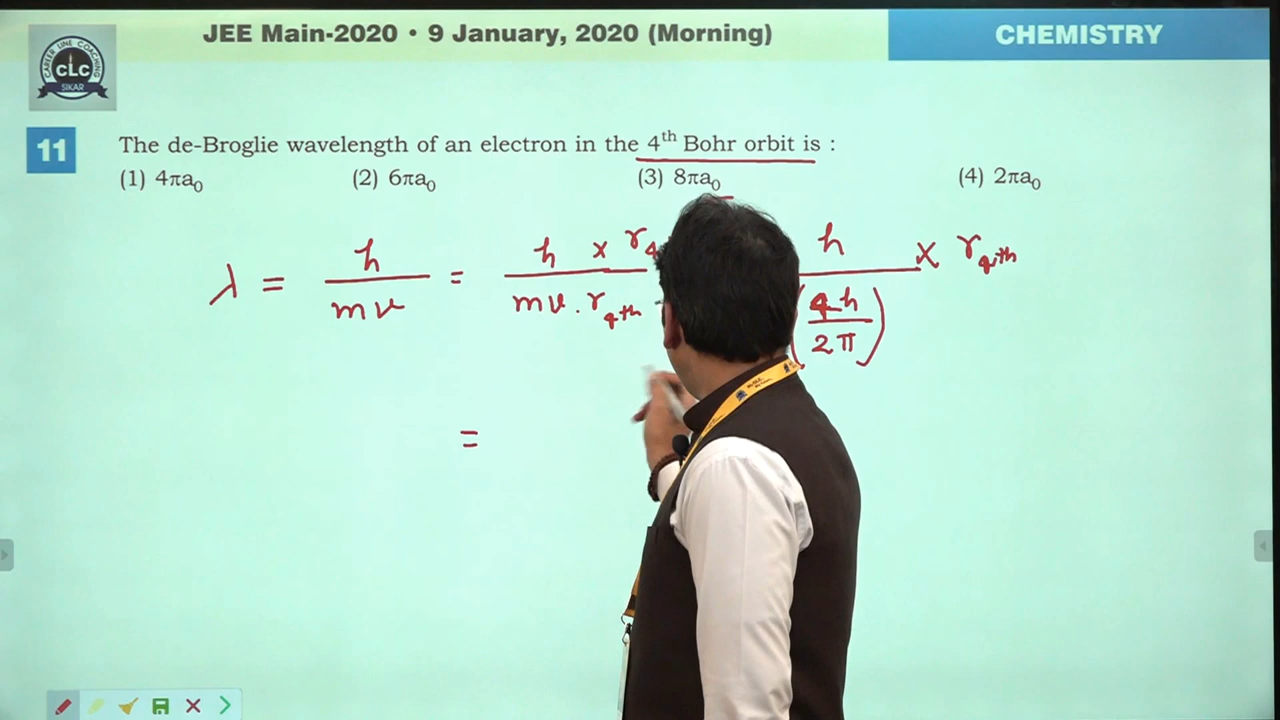 JEE Main-2020 • 9 January, 2020 (Morning)
CHEMISTRY
CAREER LINE COACHING
CLC
SIKAR
11
The de-Broglie wavelength of an electron in the 4th Bohr orbit is :
(1) 4πa0 (2) 6πa0 (3) 8πa0 (4) 2πa0
λ = h / mv = h × r4 / mv . r4th h / (4h / 2π) × r4th
=